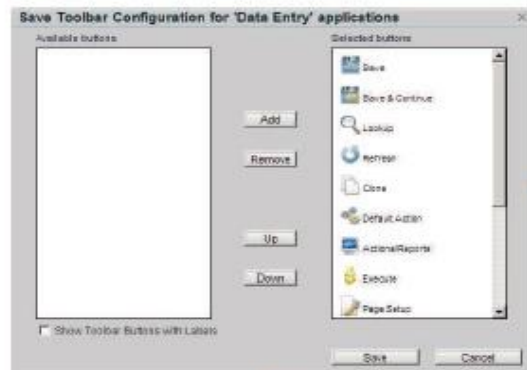 Save Toolbar Configuration for 'Data Entry' applications
Available buttons
Selected buttons
Save
Save & Continue
Lookup
Refresh
Clone
Default Action
Actional Reports
Execute
Page Setup
Add
Remove
Up
Down
Show Toolbar Buttons with Labels
Save
Cancel